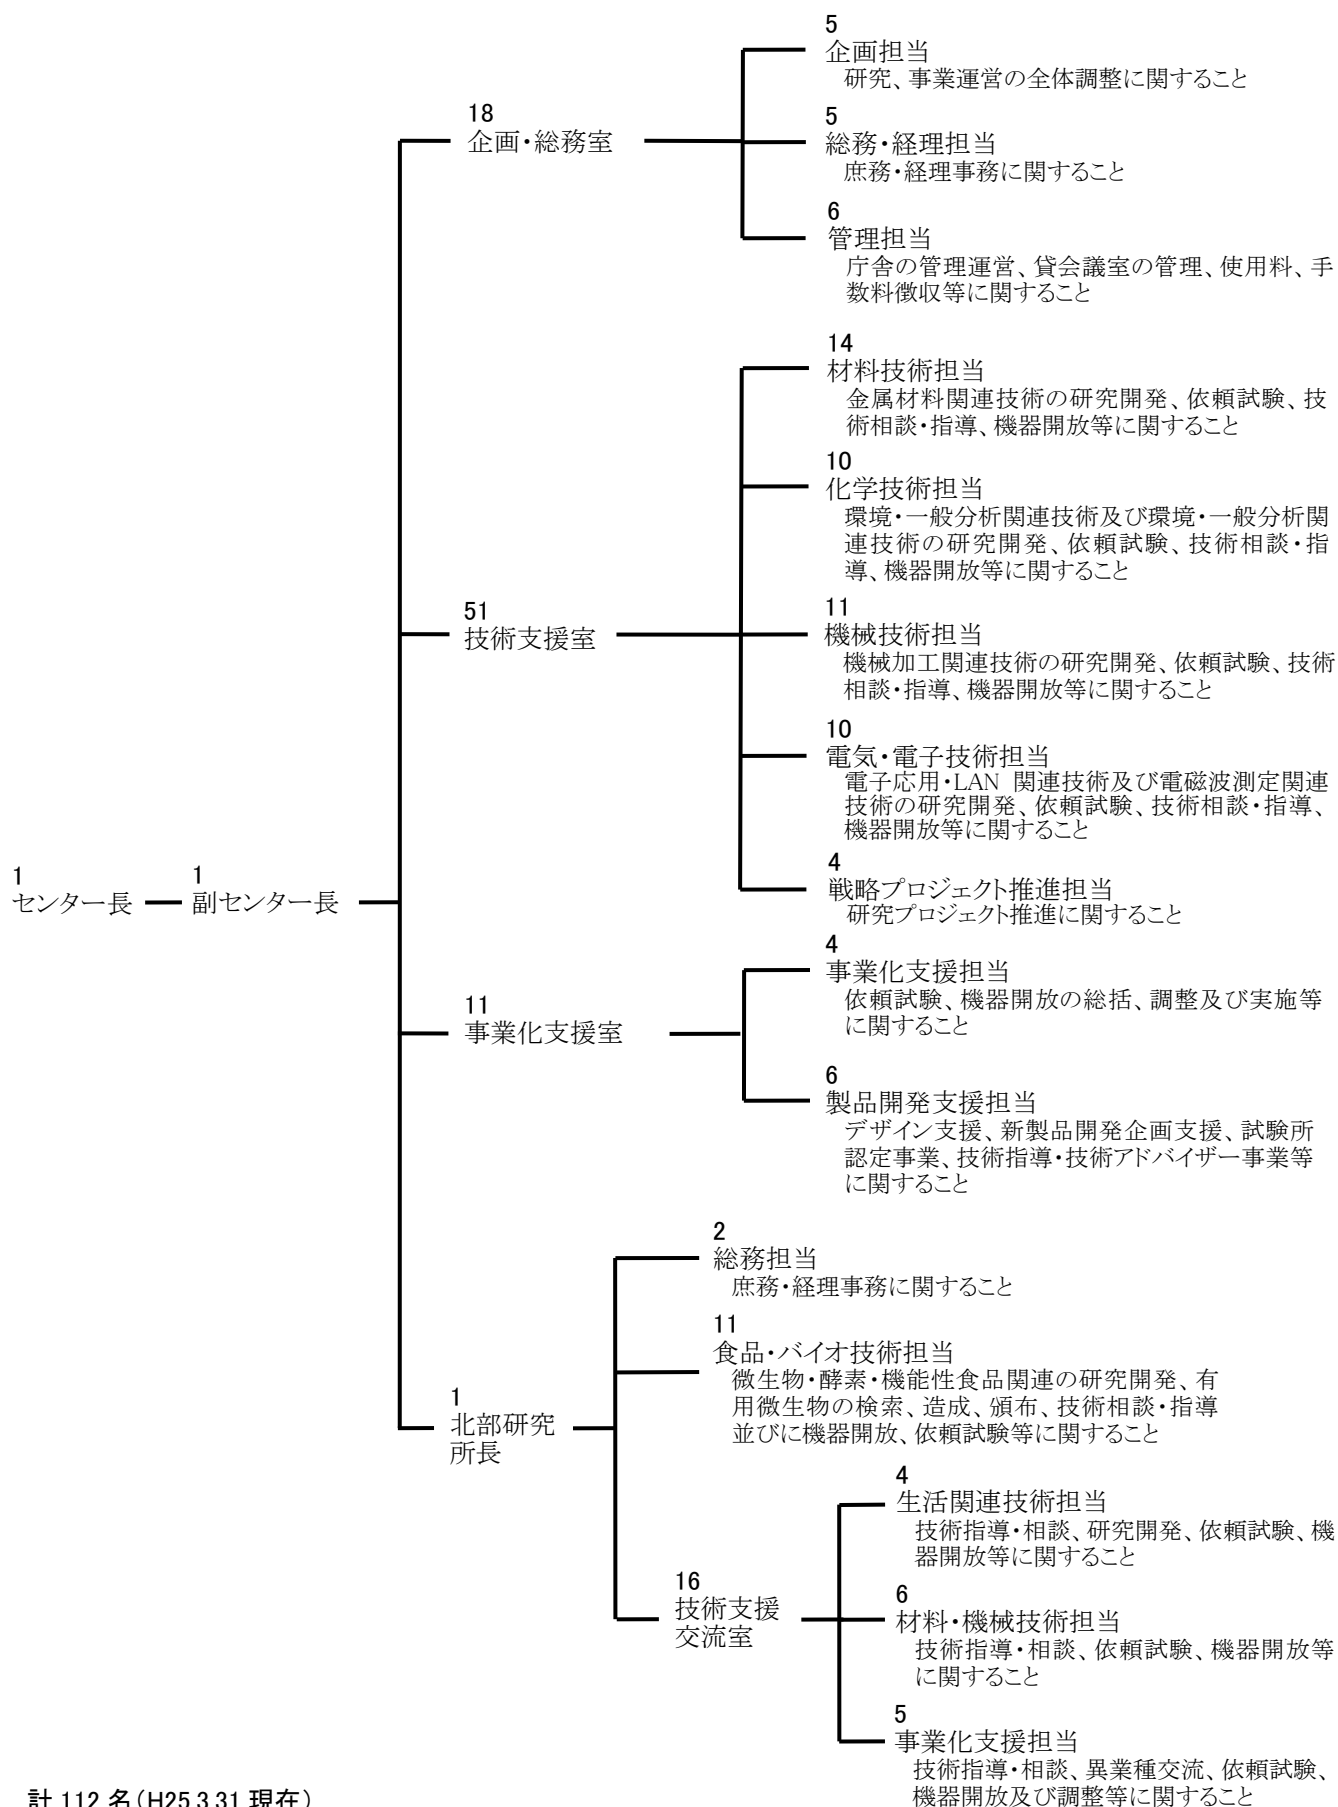 5
企画担当
研究、事業運営の全体調整に関すること
18
企画・総務室
5
総務・経理担当
庶務・経理事務に関すること
6
管理担当
庁舎の管理運営、貸会議室の管理、使用料、手
数料徴収等に関すること
14
材料技術担当
金属材料関連技術の研究開発、依頼試験、技
術相談・指導、機器開放等に関すること
10
化学技術担当
環境・一般分析関連技術及び環境・一般分析関
連技術の研究開発、依頼試験、技術相談・指
導、機器開放等に関すること
51
技術支援室
11
機械技術担当
機械加工関連技術の研究開発、依頼試験、技術
相談・指導、機器開放等に関すること
10
電気・電子技術担当
電子応用・LAN 関連技術及び電磁波測定関連
技術の研究開発、依頼試験、技術相談・指導、
機器開放等に関すること
1
センター長
1
副センター長
4
戦略プロジェクト推進担当
研究プロジェクト推進に関すること
4
事業化支援担当
依頼試験、機器開放の総括、調整及び実施等
に関すること
11
事業化支援室
6
製品開発支援担当
デザイン支援、新製品開発企画支援、試験所
認定事業、技術指導・技術アドバイザー事業等
に関すること
2
総務担当
庶務・経理事務に関すること
11
食品・バイオ技術担当
微生物・酵素・機能性食品関連の研究開発、有
用微生物の検索、造成、頒布、技術相談・指導
並びに機器開放、依頼試験等に関すること
1
北部研究
所長
4
生活関連技術担当
技術指導・相談、研究開発、依頼試験、機
器開放等に関すること
16
技術支援
交流室
6
材料・機械技術担当
技術指導・相談、依頼試験、機器開放等
に関すること
5
事業化支援担当
技術指導・相談、異業種交流、依頼試験、
機器開放及び調整等に関すること
計 112 名(H25.3.31 現在)